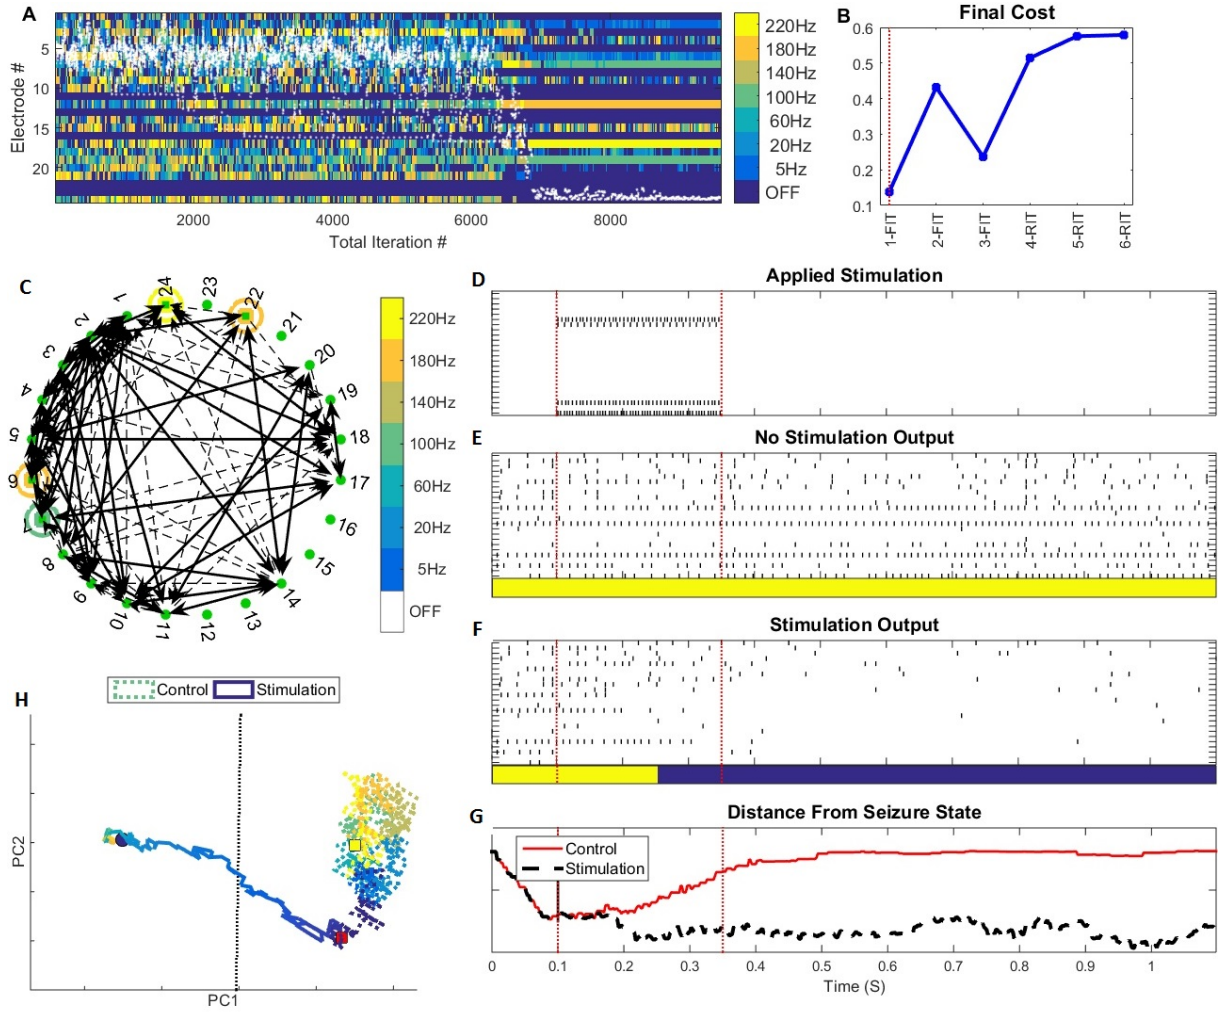 A
Electrode #
5
10
15
20
2000
4000
6000
8000
Total Iteration #
220Hz
180Hz
140Hz
100Hz
60Hz
20Hz
5Hz
OFF
B
Final Cost
0.6
0.5
0.4
0.3
0.2
0.1
1-FIT
2-FIT
3-FIT
4-RIT
5-RIT
6-RIT
C
1
2
3
4
5
6
7
8
9
10
11
12
13
14
15
16
17
18
19
20
21
22
23
24
220Hz
180Hz
140Hz
100Hz
60Hz
20Hz
5Hz
OFF
D
Applied Stimulation
E
No Stimulation Output
F
Stimulation Output
G
Distance From Seizure State
Control
Stimulation
0
0.1
0.2
0.3
0.4
0.5
0.6
0.7
0.8
0.9
1
Time (S)
H
Control
Stimulation
PC2
PC1